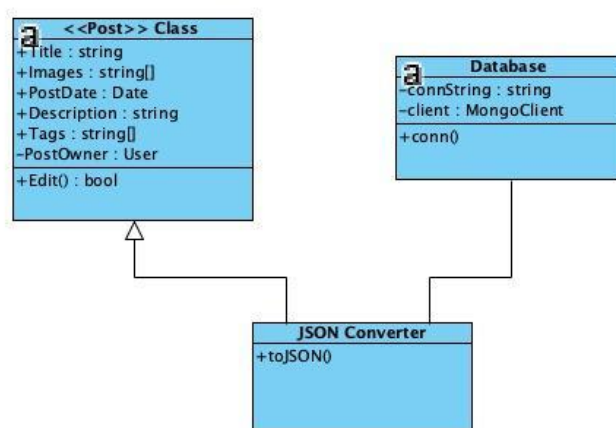 a
<<Post>> Class
+Title : string
+Images : string[]
+PostDate : Date
+Description : string
+Tags : string[]
-PostOwner : User
+Edit() : bool
a
Database
-connString : string
-client : MongoClient
+conn()
JSON Converter
+toJSON()